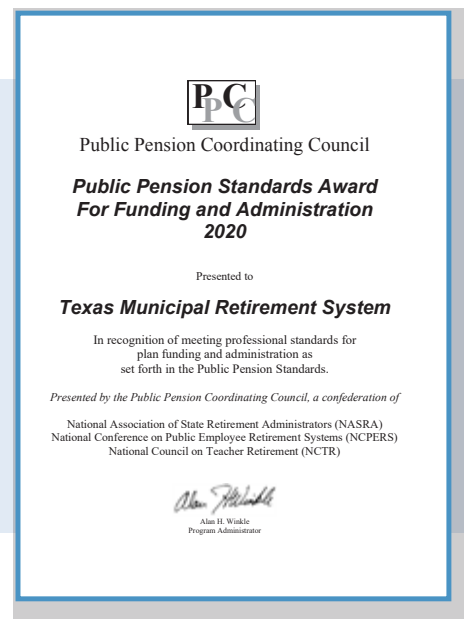 PPCC
Public Pension Coordinating Council
Public Pension Standards Award
For Funding and Administration
2020
Presented to
Texas Municipal Retirement System
In recognition of meeting professional standards for
plan funding and administration as
set forth in the Public Pension Standards.
Presented by the Public Pension Coordinating Council, a confederation of
National Association of State Retirement Administrators (NASRA)
National Conference on Public Employee Retirement Systems (NCPERS)
National Council on Teacher Retirement (NCTR)
Alan H. Winkle
Alan H. Winkle
Program Administrator